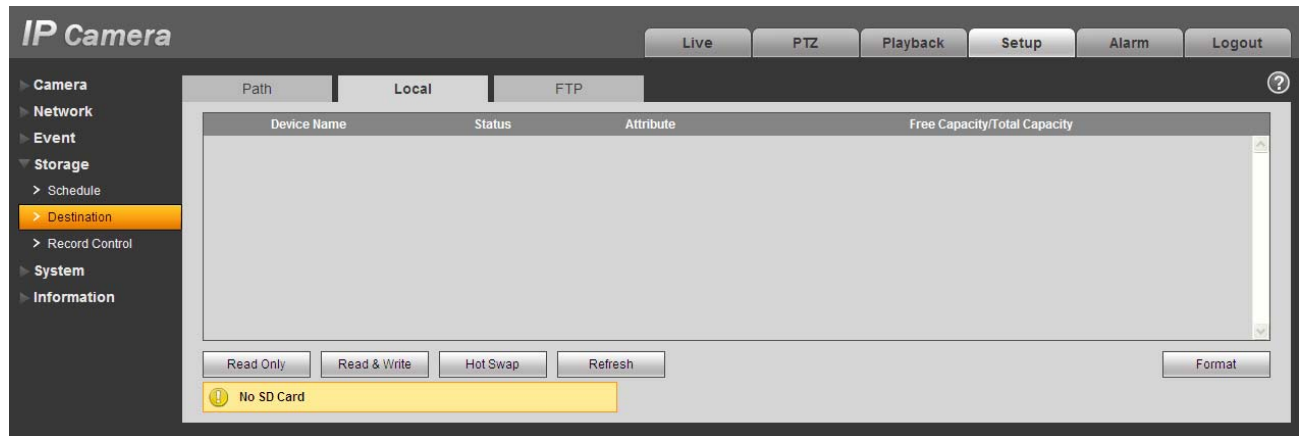 IP Camera
Live PTZ Playback Setup Alarm Logout
Camera
Network
Event
Storage
> Schedule
> Destination
> Record Control
System
Information
Path Local FTP
?
Device Name Status Attribute Free Capacity/Total Capacity
Read Only Read & Write Hot Swap Refresh Format
No SD Card